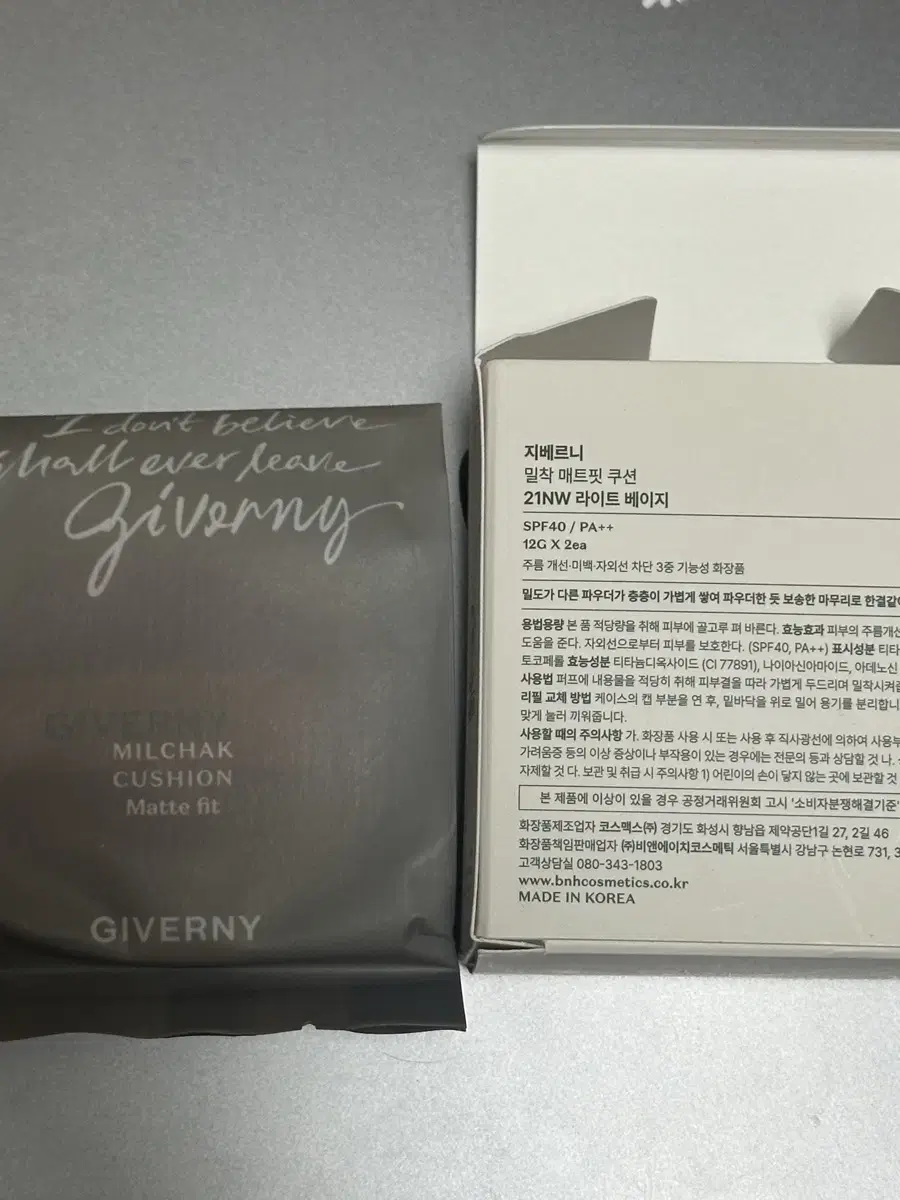 I don't believe
shall ever leave
Giverny
GIVERNY
MILCHAK
CUSHION
Matte fit
GIVERNY
지베르니
밀착 매트핏 쿠션
21NW 라이트 베이지
SPF40 / PA++
12G X 2ea
주름 개선·미백·자외선 차단 3중 기능성 화장품
밀도가 다른 파우더가 층층이 가볍게 쌓여 파우더한 듯 보송한 마무리로 한결같이
용법용량 본 품 적당량을 취해 피부에 골고루 펴 바른다. 효능효과 피부의 주름개선
도움을 준다. 자외선으로부터 피부를 보호한다. (SPF40, PA++) 표시성분 티타
토코페롤 효능성분 티타늄디옥사이드 (CI 77891), 나이아신아마이드, 아데노신
사용법 퍼프에 내용물을 적당히 취해 피부결을 따라 가볍게 두드리며 밀착시켜줍
리필 교체 방법 케이스의 캡 부분을 연 후, 밑바닥을 위로 밀어 용기를 분리합니
맞게 눌러 끼워줍니다.
사용할 때의 주의사항 가. 화장품 사용 시 또는 사용 후 직사광선에 의하여 사용부
가려움증 등의 이상 증상이나 부작용이 있는 경우에는 전문의 등과 상담할 것 나.
자제할 것 다. 보관 및 취급 시 주의사항 1) 어린이의 손이 닿지 않는 곳에 보관할 것
본 제품에 이상이 있을 경우 공정거래위원회 고시 '소비자분쟁해결기준'
화장품제조업자 코스맥스㈜ 경기도 화성시 향남읍 제약공단1길 27, 2길 46
화장품책임판매업자 ㈜비앤에이치코스메틱 서울특별시 강남구 논현로 731, 3
고객상담실 080-343-1803
www.bnhcosmetics.co.kr
MADE IN KOREA